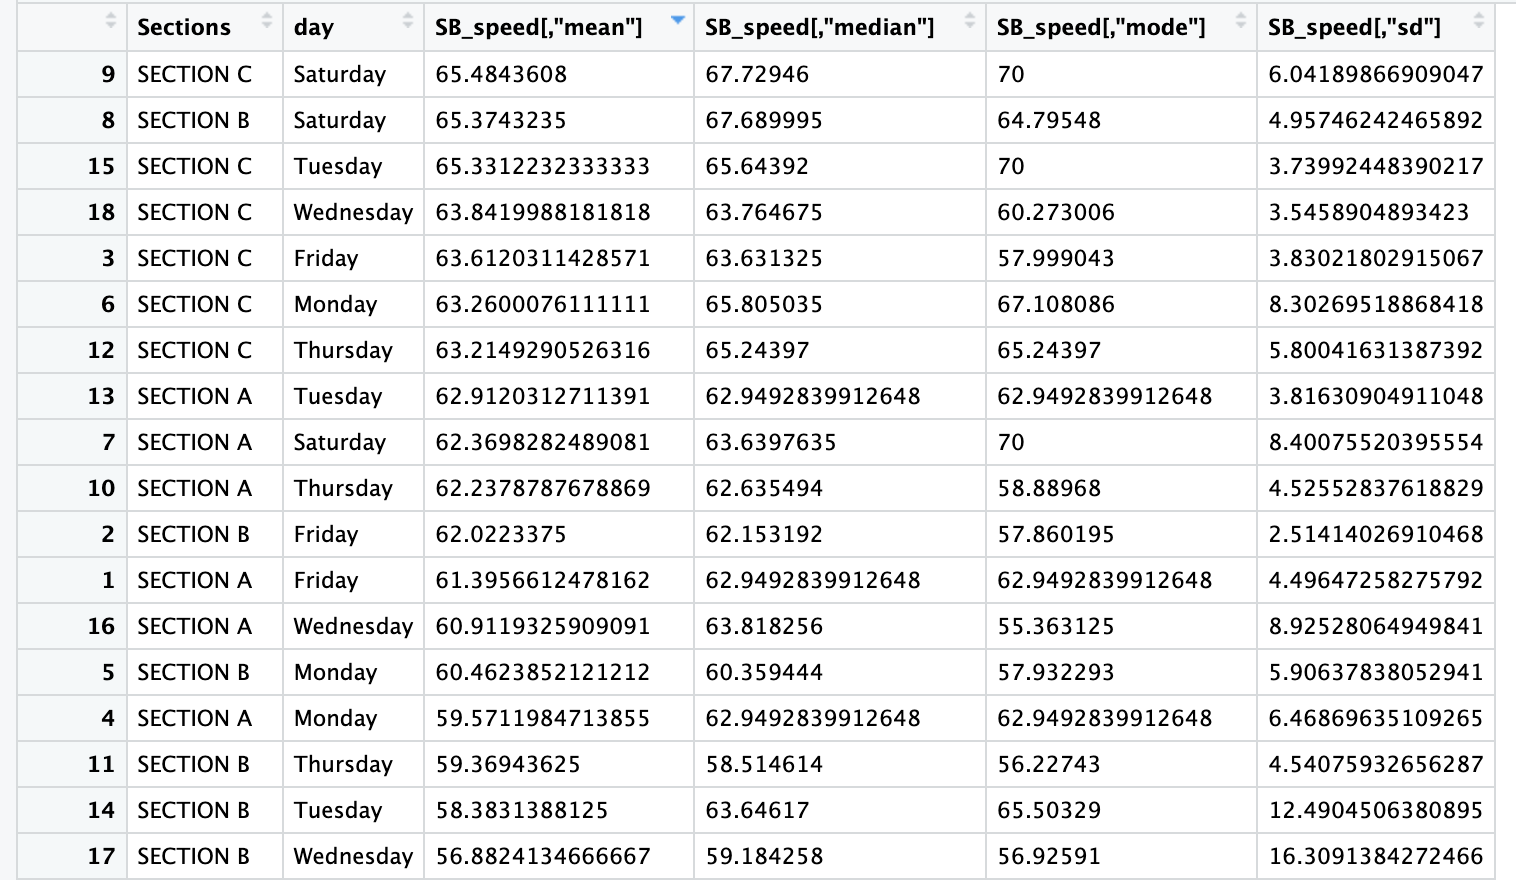 Sections day SB_speed[,"mean"] SB_speed[,"median"] SB_speed[,"mode"] SB_speed[,"sd"]
9 SECTION C Saturday 65.4843608 67.72946 70 6.04189866909047
8 SECTION B Saturday 65.3743235 67.689995 64.79548 4.95746242465892
15 SECTION C Tuesday 65.3312232333333 65.64392 70 3.73992448390217
18 SECTION C Wednesday 63.8419988181818 63.764675 60.273006 3.5458904893423
3 SECTION C Friday 63.6120311428571 63.631325 57.999043 3.83021802915067
6 SECTION C Monday 63.2600076111111 65.805035 67.108086 8.30269518868418
12 SECTION C Thursday 63.2149290526316 65.24397 65.24397 5.80041631387392
13 SECTION A Tuesday 62.9120312711391 62.9492839912648 62.9492839912648 3.81630904911048
7 SECTION A Saturday 62.3698282489081 63.6397635 70 8.40075520395554
10 SECTION A Thursday 62.2378787678869 62.635494 58.88968 4.52552837618829
2 SECTION B Friday 62.0223375 62.153192 57.860195 2.51414026910468
1 SECTION A Friday 61.3956612478162 62.9492839912648 62.9492839912648 4.49647258275792
16 SECTION A Wednesday 60.9119325909091 63.818256 55.363125 8.92528064949841
5 SECTION B Monday 60.4623852121212 60.359444 57.932293 5.90637838052941
4 SECTION A Monday 59.5711984713855 62.9492839912648 62.9492839912648 6.46869635109265
11 SECTION B Thursday 59.36943625 58.514614 56.22743 4.54075932656287
14 SECTION B Tuesday 58.3831388125 63.64617 65.50329 12.4904506380895
17 SECTION B Wednesday 56.8824134666667 59.184258 56.92591 16.3091384272466